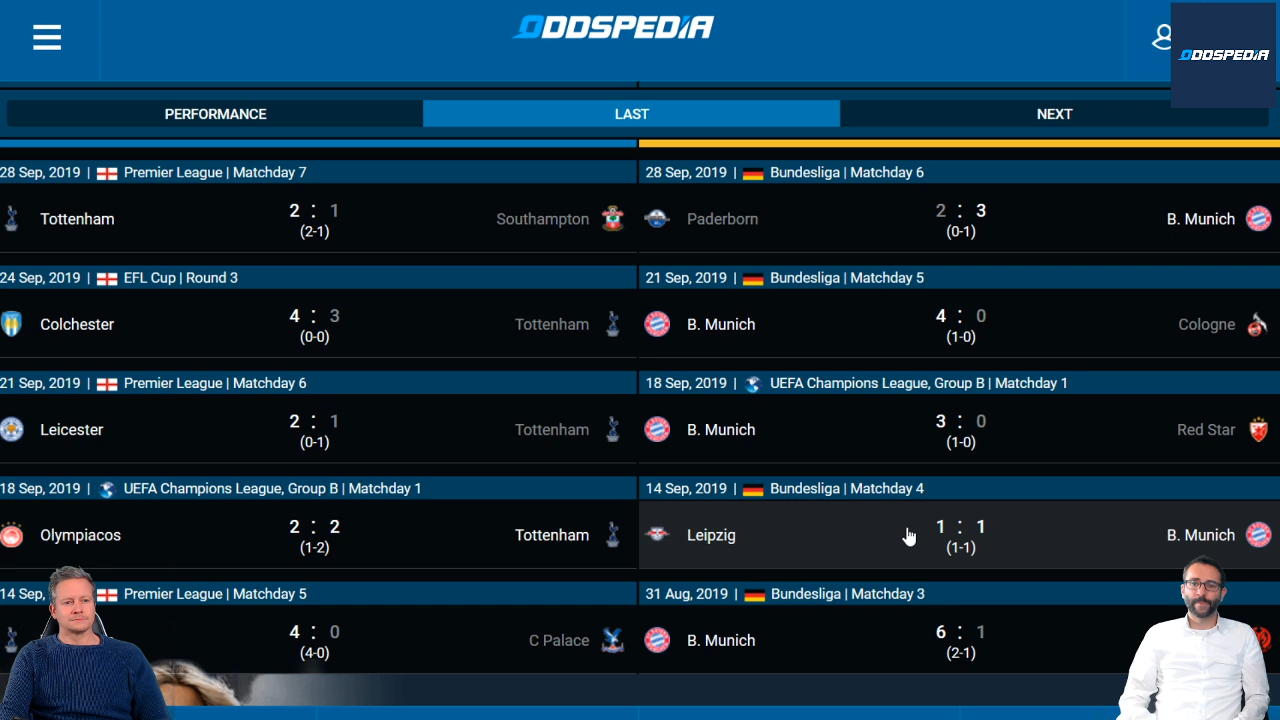 ODDSPEDIA
ODDSPEDIA
PERFORMANCE LAST NEXT
28 Sep, 2019 | Premier League | Matchday 7
Tottenham 2 : 1 Southampton
(2-1)
24 Sep, 2019 | EFL Cup | Round 3
Colchester 4 : 3 Tottenham
(0-0)
21 Sep, 2019 | Premier League | Matchday 6
Leicester 2 : 1 Tottenham
(0-1)
18 Sep, 2019 | UEFA Champions League, Group B | Matchday 1
Olympiacos 2 : 2 Tottenham
(1-2)
14 Sep, Premier League | Matchday 5
4 : 0 C Palace
(4-0)
28 Sep, 2019 | Bundesliga | Matchday 6
Paderborn 2 : 3 B. Munich
(0-1)
21 Sep, 2019 | Bundesliga | Matchday 5
B. Munich 4 : 0 Cologne
(1-0)
18 Sep, 2019 | UEFA Champions League, Group B | Matchday 1
B. Munich 3 : 0 Red Star
(1-0)
14 Sep, 2019 | Bundesliga | Matchday 4
Leipzig 1 : 1 B. Munich
(1-1)
31 Aug, 2019 | Bundesliga | Matchday 3
B. Munich 6 : 1
(2-1)